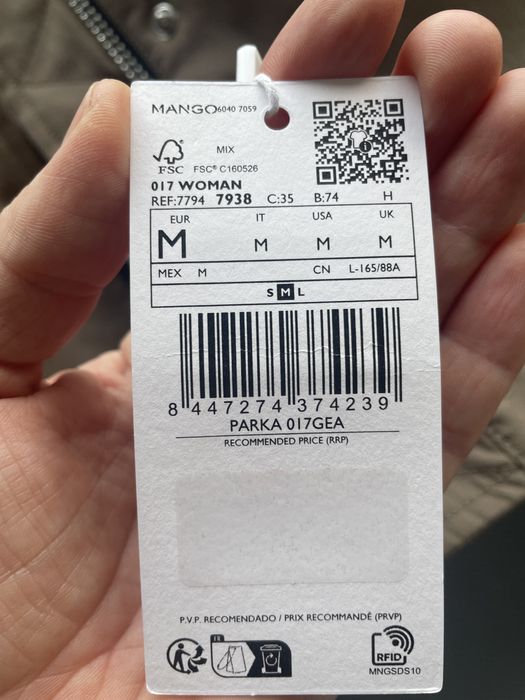 MANGO 6040 7059
MIX
FSC FSC® C160526
017 WOMAN
REF:7794 7938 C:35 B:74 H
EUR IT USA UK
M M M M
MEX M CN L-165/88A
S M L
8 447274 374239
PARKA 017GEA
RECOMMENDED PRICE (RRP)
P.V.P. RECOMENDADO / PRIX RECOMMANDÉ (PRVP)
FR
RFID
MNGSDS10